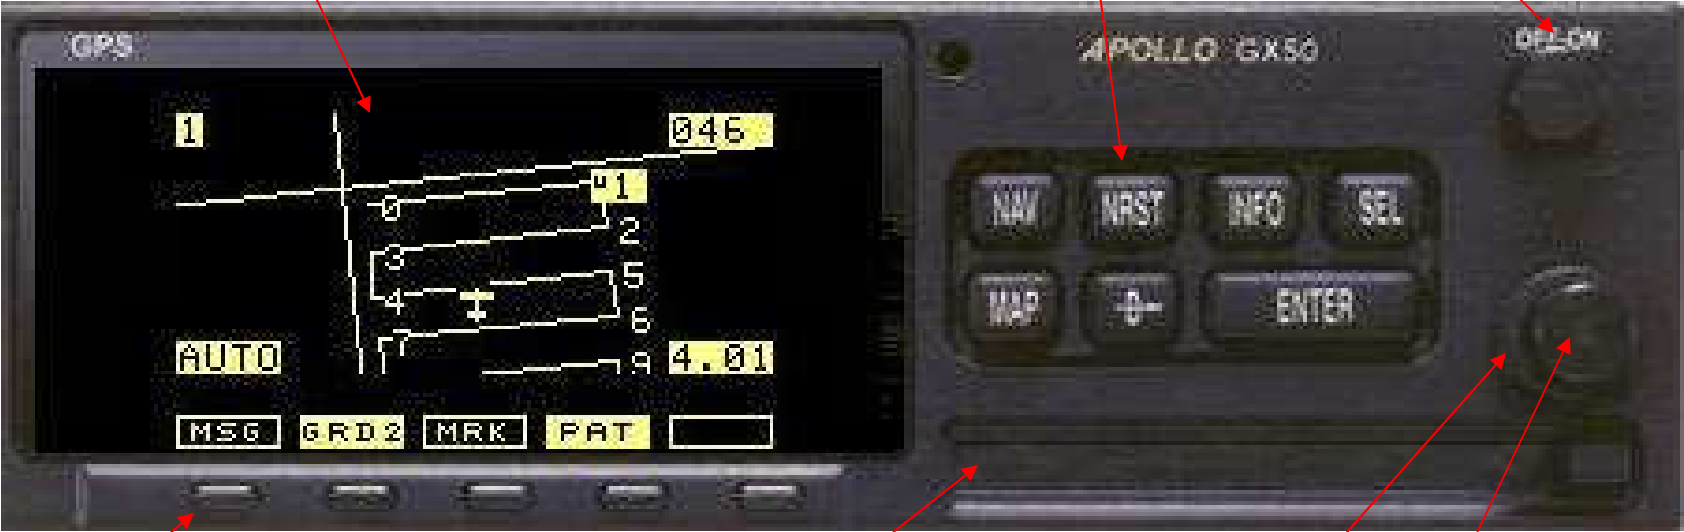 GPS
APOLLO GX50
OFF-ON
1
046
1
0
2
3
5
4
6
7
AUTO
9
4.01
MSG GRD2 MRK PAT
NAV NRST INFO SEL
MAP -D- ENTER